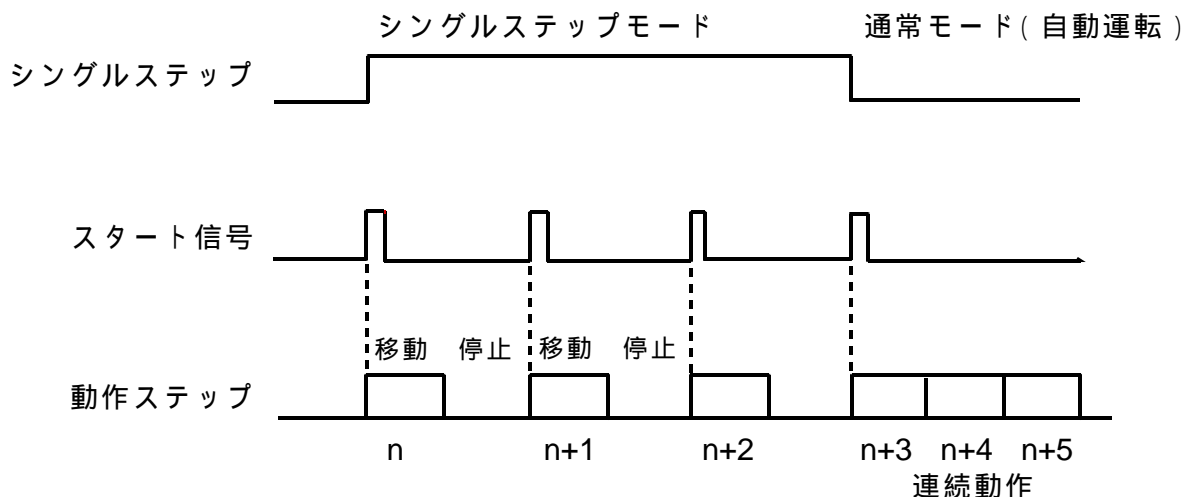 シングルステップモード 通常モード(自動運転)
シングルステップ
スタート信号
移動 停止 移動 停止
動作ステップ
n n+1 n+2 n+3 n+4 n+5
連続動作